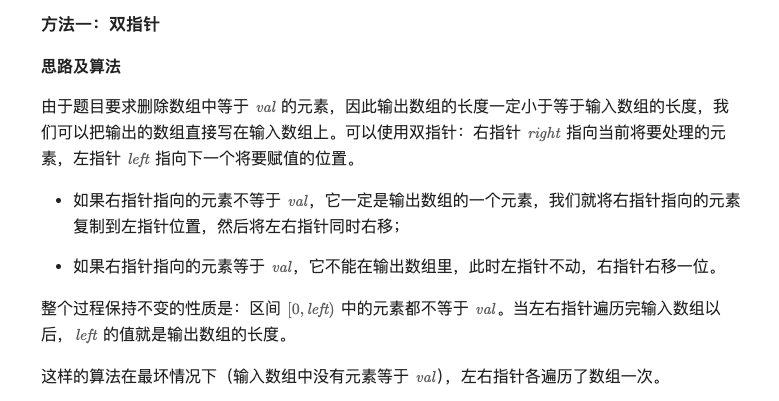 方法一：双指针
思路及算法
由于题目要求删除数组中等于 val 的元素，因此输出数组的长度一定小于等于输入数组的长度，我
们可以把输出的数组直接写在输入数组上。可以使用双指针：右指针 right 指向当前将要处理的元
素，左指针 left 指向下一个将要赋值的位置。
• 如果右指针指向的元素不等于 val，它一定是输出数组的一个元素，我们就将右指针指向的元素
复制到左指针位置，然后将左右指针同时右移；
• 如果右指针指向的元素等于 val，它不能在输出数组里，此时左指针不动，右指针右移一位。
整个过程保持不变的性质是：区间 [0, left) 中的元素都不等于 val。当左右指针遍历完输入数组以
后，left 的值就是输出数组的长度。
这样的算法在最坏情况下（输入数组中没有元素等于 val），左右指针各遍历了数组一次。